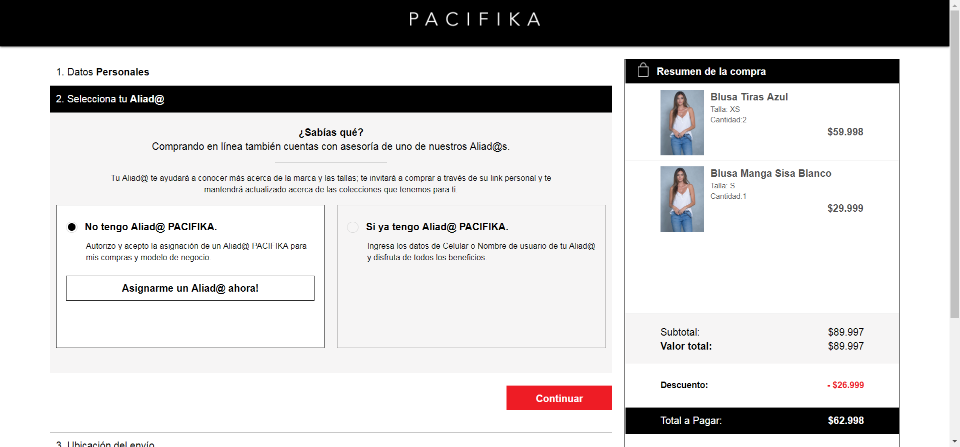 PACIFIKA
1. Datos Personales
2. Selecciona tu Aliad@
¿Sabías qué?
Comprando en línea también cuentas con asesoría de uno de nuestros Aliad@s.
Tu Aliad@ te ayudará a conocer más acerca de la marca y las tallas; te invitará a comprar a través de su link personal y te
mantendrá actualizado acerca de las colecciones que tenemos para ti
No tengo Aliad@ PACIFIKA.
Autorizo y acepto la asignación de un Aliad@ PACIFIKA para
mis compras y modelo de negocio
Asignarme un Aliad@ ahora!
Si ya tengo Aliad@ PACIFIKA.
Ingresa los datos de Celular o Nombre de usuario de tu Aliad@
y disfruta de todos los beneficios
Continuar
3. Ubicación del envío
Resumen de la compra
Blusa Tiras Azul
Talla: XS
Cantidad:2
$59.998
Blusa Manga Sisa Blanco
Talla: S
Cantidad:1
$29.999
Subtotal: $89.997
Valor total: $89.997
Descuento: - $26.999
Total a Pagar: $62.998